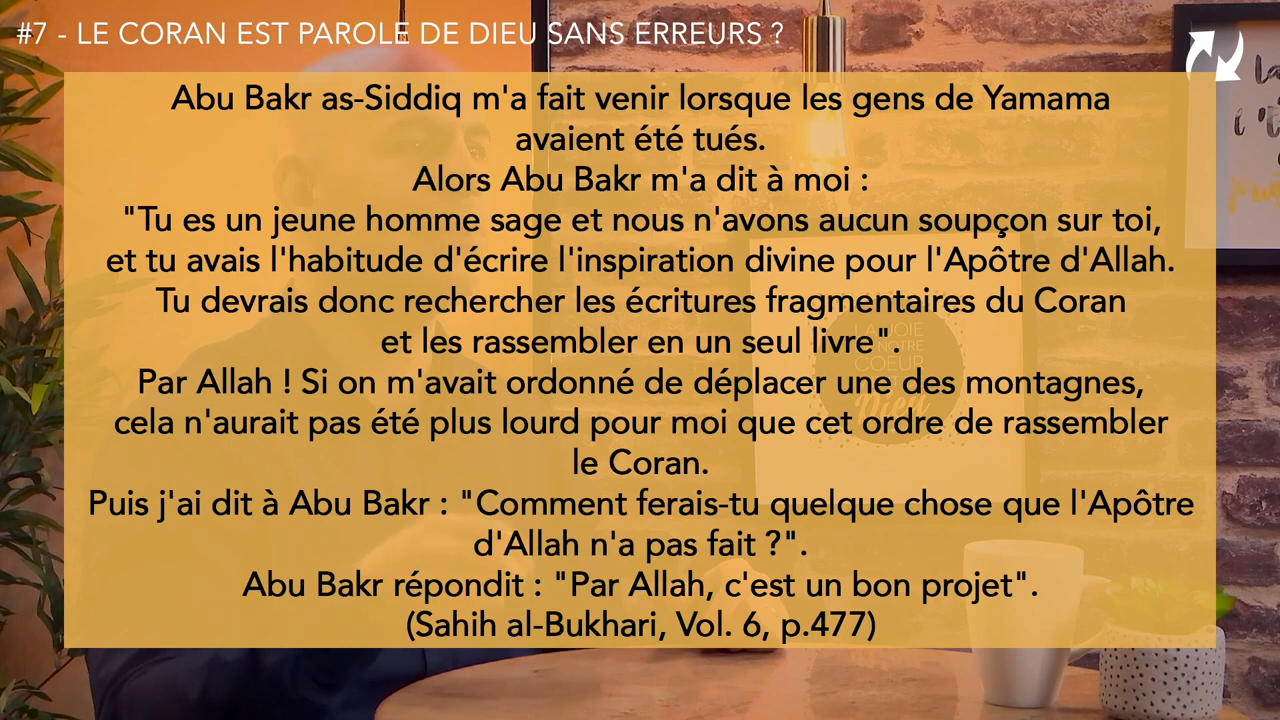 #7 - LE CORAN EST PAROLE DE DIEU SANS ERREURS ?
Abu Bakr as-Siddiq m'a fait venir lorsque les gens de Yamama
avaient été tués.
Alors Abu Bakr m'a dit à moi :
"Tu es un jeune homme sage et nous n'avons aucun soupçon sur toi,
et tu avais l'habitude d'écrire l'inspiration divine pour l'Apôtre d'Allah.
Tu devrais donc rechercher les écritures fragmentaires du Coran
et les rassembler en un seul livre".
Par Allah ! Si on m'avait ordonné de déplacer une des montagnes,
cela n'aurait pas été plus lourd pour moi que cet ordre de rassembler
le Coran.
Puis j'ai dit à Abu Bakr : "Comment ferais-tu quelque chose que l'Apôtre
d'Allah n'a pas fait ?".
Abu Bakr répondit : "Par Allah, c'est un bon projet".
(Sahih al-Bukhari, Vol. 6, p.477)
LA JOIE
NOTRE
COEUR
Dieu